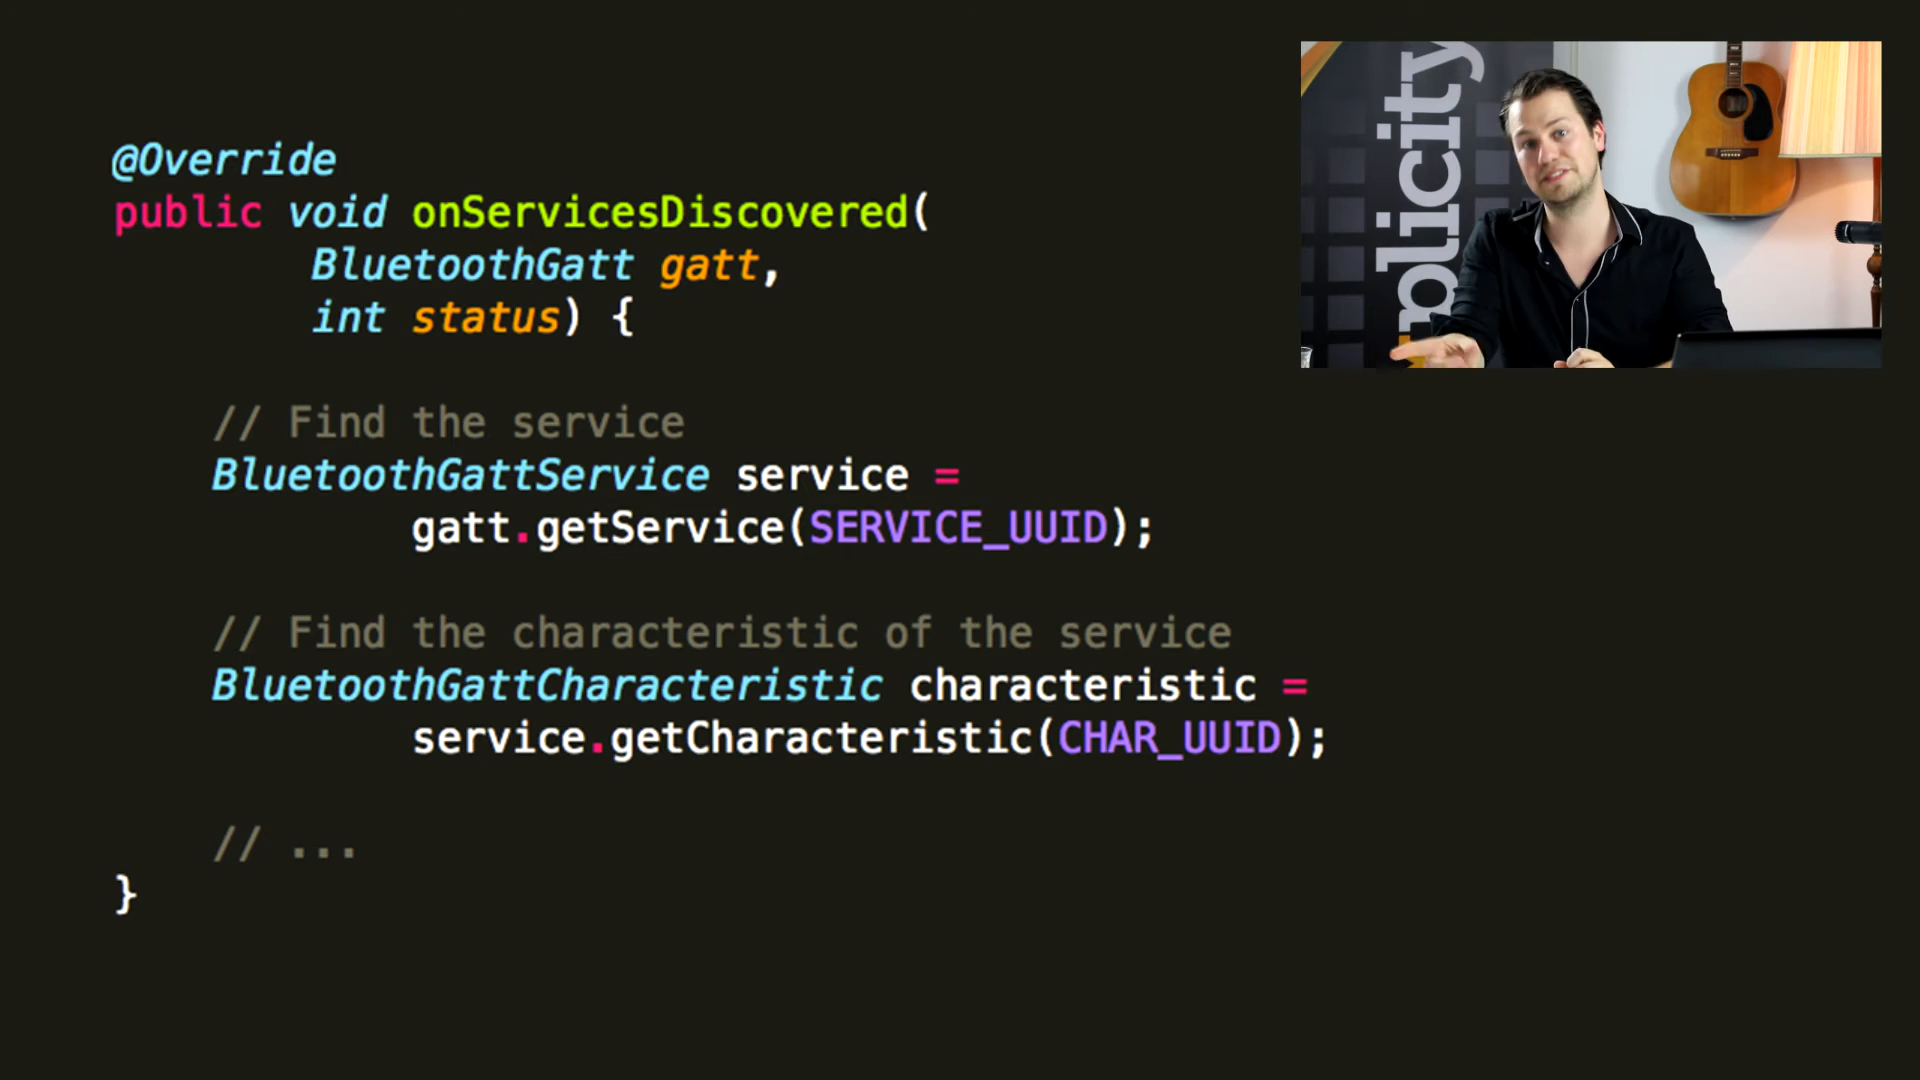 @Override
public void onServicesDiscovered(
BluetoothGatt gatt,
int status) {
// Find the service
BluetoothGattService service =
gatt.getService(SERVICE_UUID);
// Find the characteristic of the service
BluetoothGattCharacteristic characteristic =
service.getCharacteristic(CHAR_UUID);
// ...
}
plicity